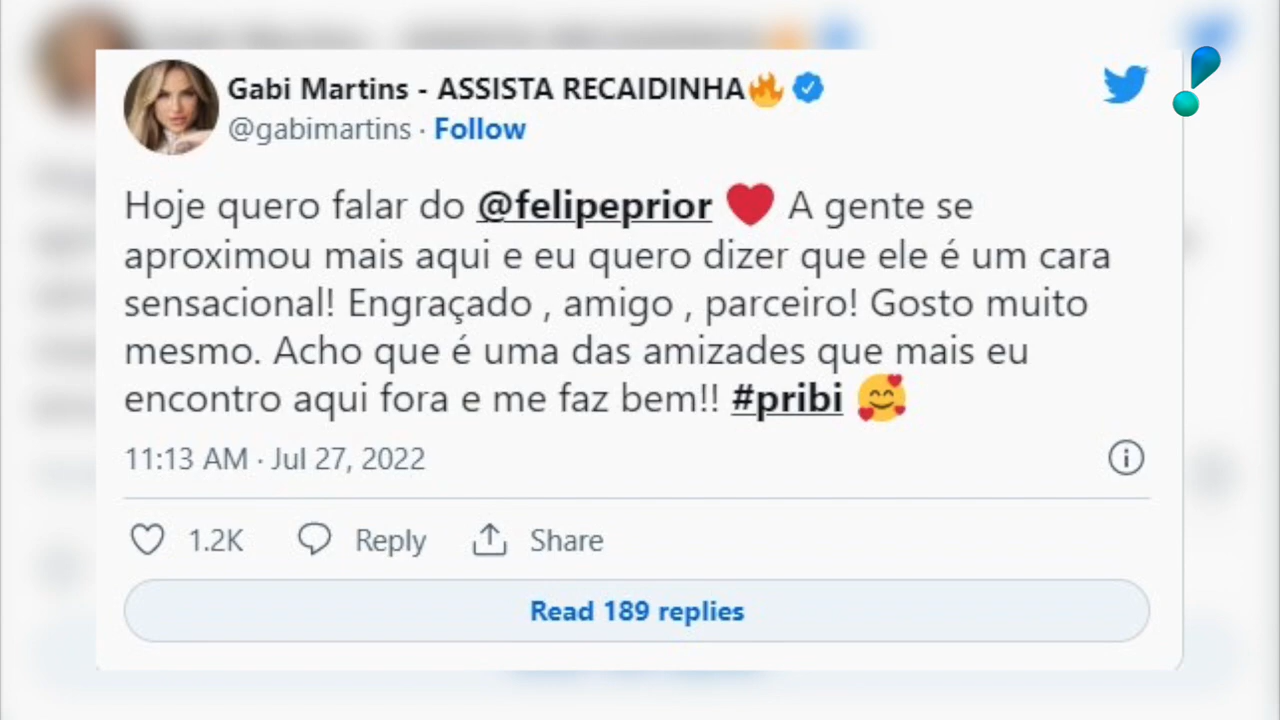 Gabi Martins - ASSISTA RECAIDINHA🔥
@gabimartins · Follow
Hoje quero falar do @felipeprior ❤️ A gente se
aproximou mais aqui e eu quero dizer que ele é um cara
sensacional! Engraçado , amigo , parceiro! Gosto muito
mesmo. Acho que é uma das amizades que mais eu
encontro aqui fora e me faz bem!! #pribi 🥰
11:13 AM · Jul 27, 2022
1.2K Reply Share
Read 189 replies